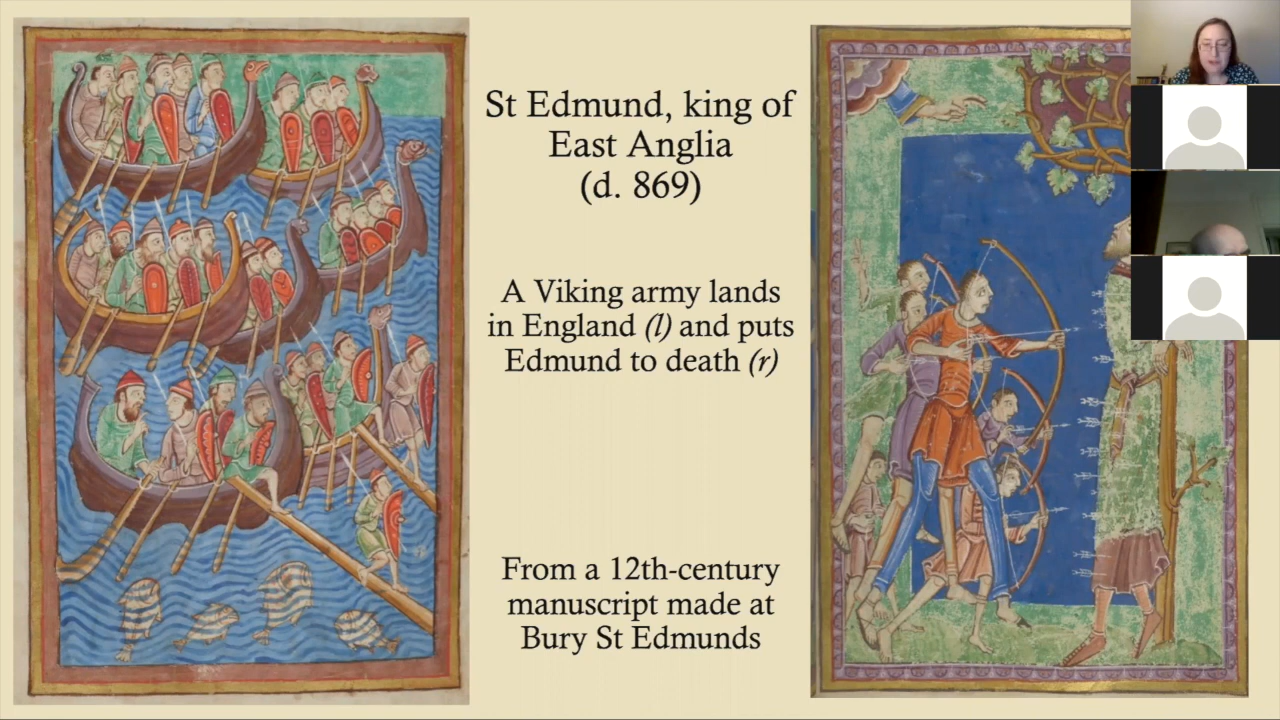 St Edmund, king of
East Anglia
(d. 869)
A Viking army lands
in England (l) and puts
Edmund to death (r)
From a 12th-century
manuscript made at
Bury St Edmunds